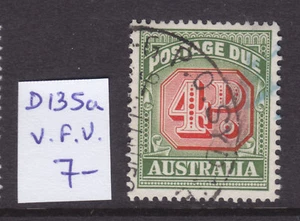 D135a
V.F.U.
7-
POSTAGE DUE
4D
AUSTRALIA